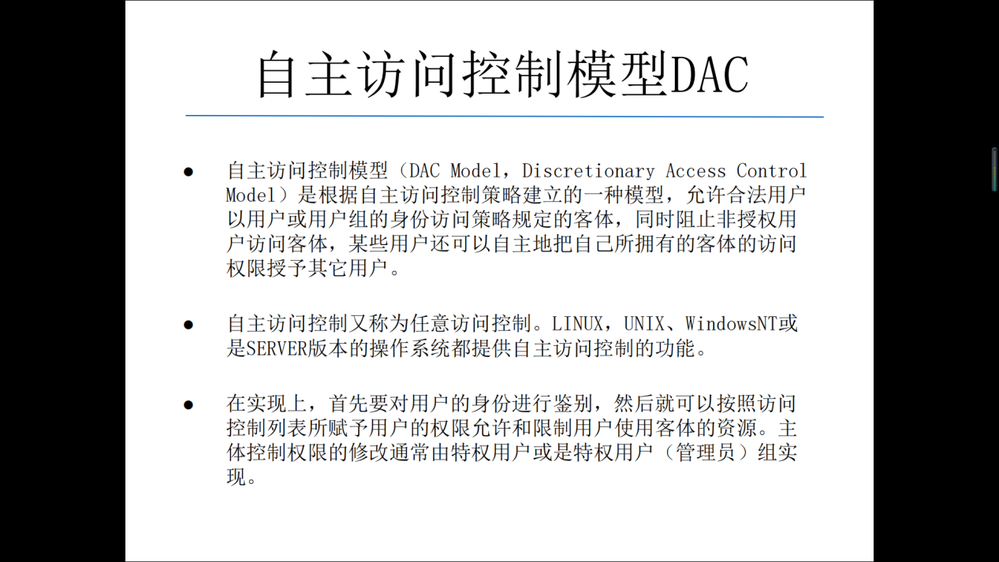 自主访问控制模型DAC
● 自主访问控制模型（DAC Model，Discretionary Access Control
Model）是根据自主访问控制策略建立的一种模型，允许合法用户
以用户或用户组的身份访问策略规定的客体，同时阻止非授权用
户访问客体，某些用户还可以自主地把自己所拥有的客体的访问
权限授予其它用户。
● 自主访问控制又称为任意访问控制。LINUX，UNIX、WindowsNT或
是SERVER版本的操作系统都提供自主访问控制的功能。
● 在实现上，首先要对用户的身份进行鉴别，然后就可以按照访问
控制列表所赋予用户的权限允许和限制用户使用客体的资源。主
体控制权限的修改通常由特权用户或是特权用户（管理员）组实
现。